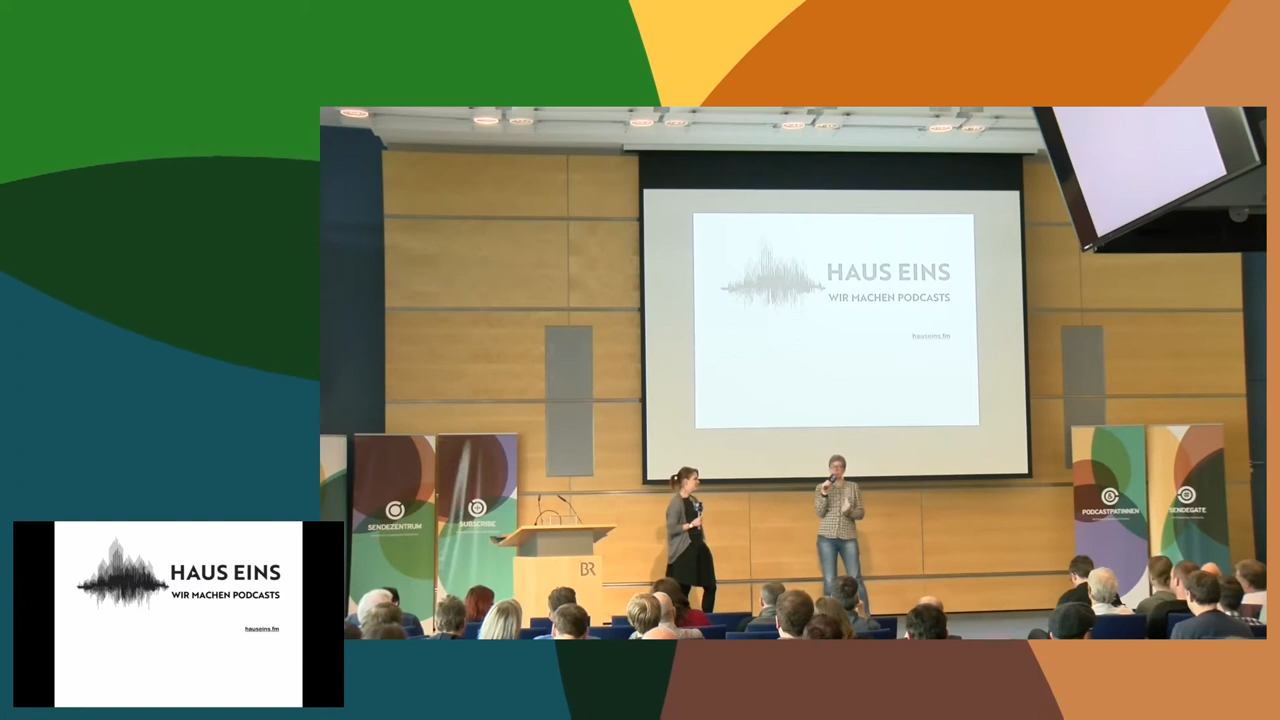 HAUS EINS
WIR MACHEN PODCASTS
hauseins.fm
SENDEZENTRUM
SUBSCRIBE
BR
PODCASTPATINNEN
SENDEGATE
HAUS EINS
WIR MACHEN PODCASTS
hauseins.fm